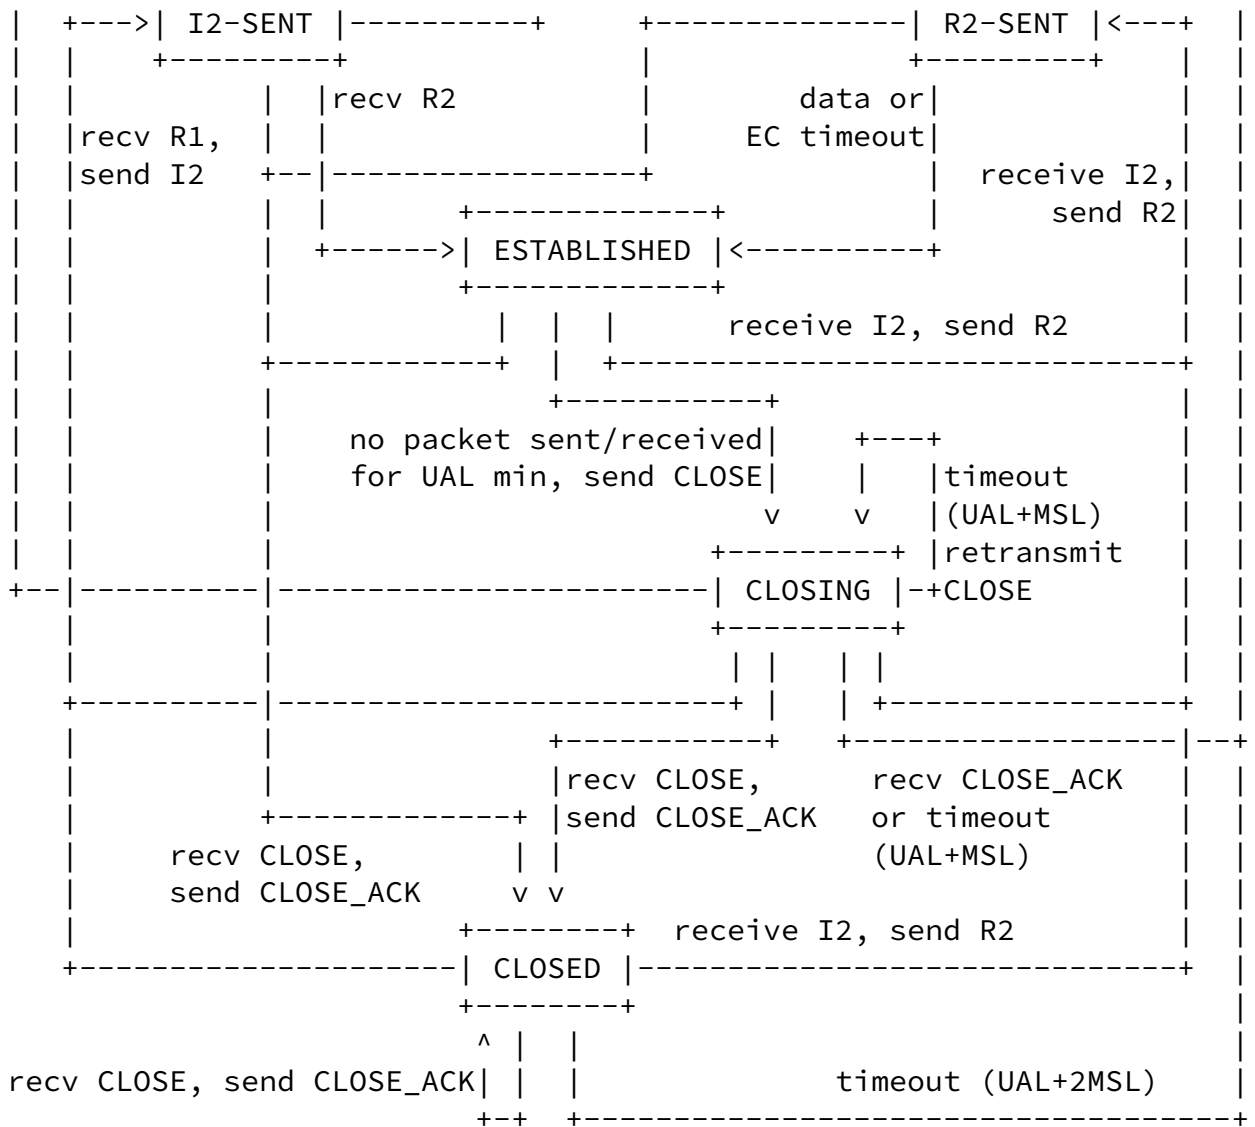 I2-SENT R2-SENT
recv R2 data or
recv R1, EC timeout
send I2 receive I2,
send R2
ESTABLISHED
receive I2, send R2
no packet sent/received
for UAL min, send CLOSE timeout
(UAL+MSL)
retransmit
CLOSING CLOSE
recv CLOSE, recv CLOSE_ACK
send CLOSE_ACK or timeout
recv CLOSE, (UAL+MSL)
send CLOSE_ACK
receive I2, send R2
CLOSED
recv CLOSE, send CLOSE_ACK timeout (UAL+2MSL)